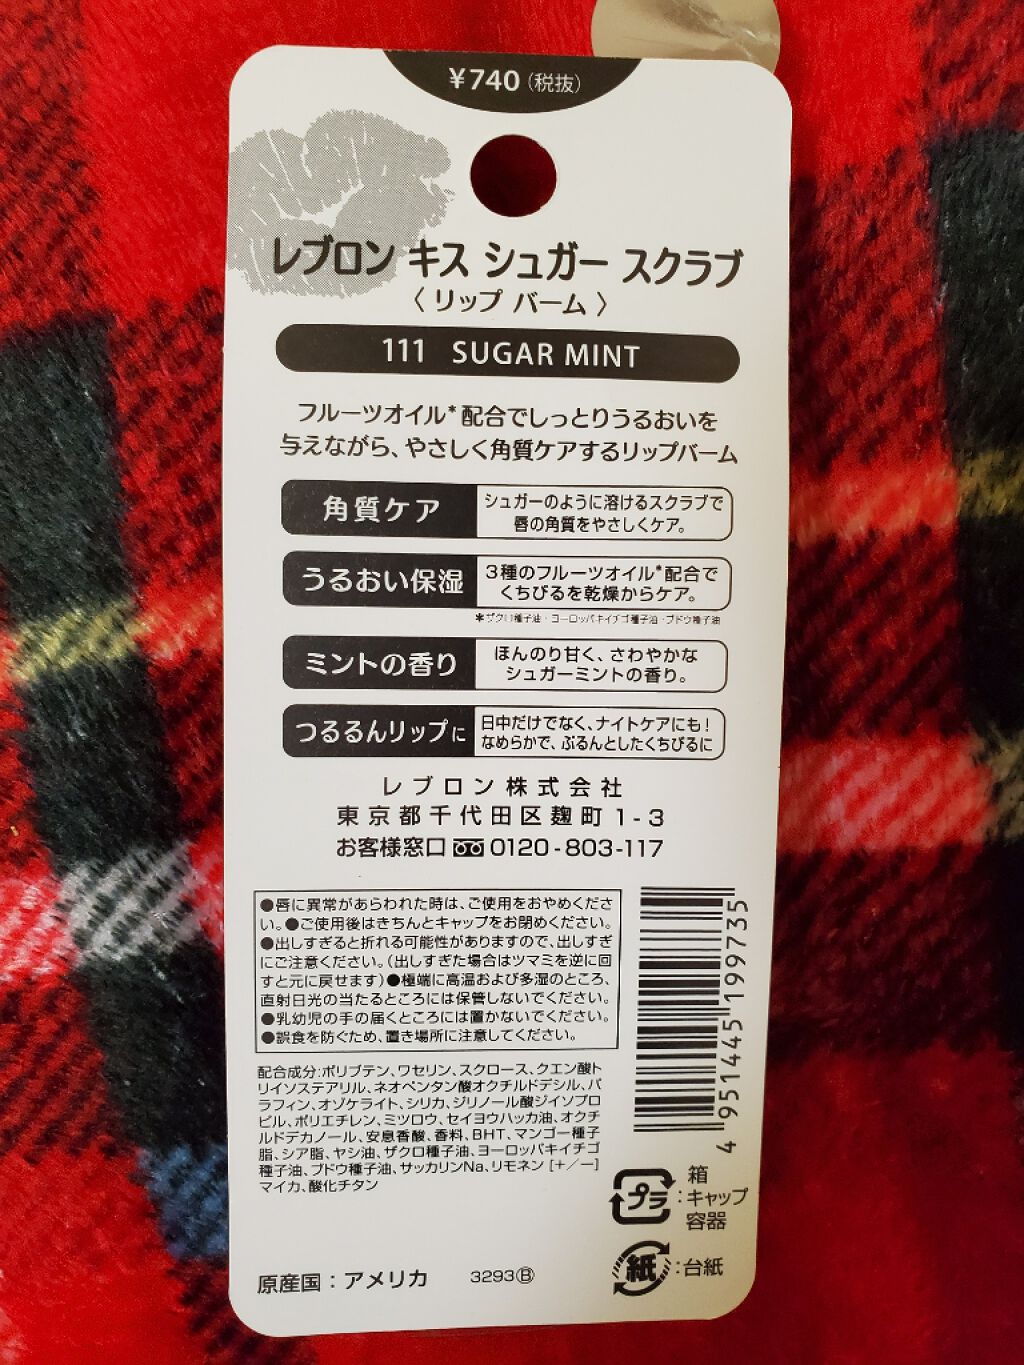 ¥740(税抜)
レブロン キス シュガー スクラブ
〈 リップ バーム 〉
111 SUGAR MINT
フルーツオイル*配合でしっとりうるおいを
与えながら、やさしく角質ケアするリップバーム
角質ケア
シュガーのように溶けるスクラブで
唇の角質をやさしくケア。
うるおい保湿
3種のフルーツオイル*配合で
くちびるを乾燥からケア。
*ザクロ種子油・ヨーロッパキイチゴ種子油・ブドウ種子油
ミントの香り
ほんのり甘く、さわやかな
シュガーミントの香り。
つるるんリップに
日中だけでなく、ナイトケアにも!
なめらかで、ぷるんとしたくちびるに
レブロン株式会社
東京都千代田区麹町1-3
お客様窓口 0120-803-117
●唇に異常があらわれた時は、ご使用をおやめくださ
い。●ご使用後はきちんとキャップをお閉めください。
●出しすぎると折れる可能性がありますので、出しすぎ
にご注意ください。(出しすぎた場合はツマミを逆に回
すと元に戻せます)●極端に高温および多湿のところ、
直射日光の当たるところには保管しないでください。
●乳幼児の手の届くところには置かないでください。
●誤食を防ぐため、置き場所に注意してください。
配合成分:ポリブテン、ワセリン、スクロース、クエン酸ト
リイソステアリル、ネオペンタン酸オクチルドデシル、パ
ラフィン、オゾケライト、シリカ、ジリノール酸ジイソプロ
ピル、ポリエチレン、ミツロウ、セイヨウハッカ油、オクチ
ルドデカノール、安息香酸、香料、BHT、マンゴー種子
脂、シア脂、ヤシ油、ザクロ種子油、ヨーロッパキイチゴ
種子油、ブドウ種子油、サッカリンNa、リモネン [+/ー]
マイカ、酸化チタン
4 951445 199735
プラ
:
箱
キャップ
容器
紙:台紙
原産国:アメリカ 3293Ⓑ